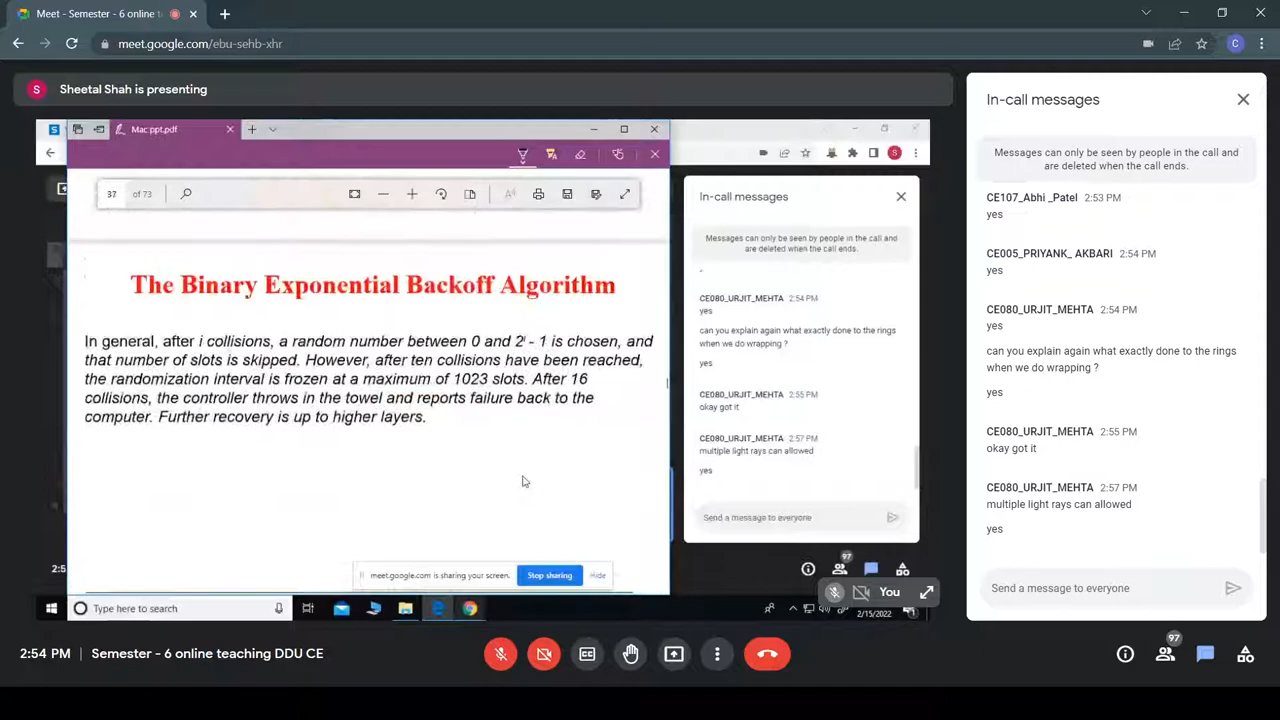 Meet - Semester - 6 online t
meet.google.com/ebu-sehb-xhr
S Sheetal Shah is presenting
Mac ppt.pdf
37 of 73
The Binary Exponential Backoff Algorithm
In general, after i collisions, a random number between 0 and 2ⁱ - 1 is chosen, and
that number of slots is skipped. However, after ten collisions have been reached,
the randomization interval is frozen at a maximum of 1023 slots. After 16
collisions, the controller throws in the towel and reports failure back to the
computer. Further recovery is up to higher layers.
meet.google.com is sharing your screen. Stop sharing Hide
Type here to search
2/15/2022
In-call messages
Messages can only be seen by people in the call and
are deleted when the call ends.
CE080_URJIT_MEHTA 2:54 PM
yes
can you explain again what exactly done to the rings
when we do wrapping ?
yes
CE080_URJIT_MEHTA 2:55 PM
okay got it
CE080_URJIT_MEHTA 2:57 PM
multiple light rays can allowed
yes
Send a message to everyone
97
You
In-call messages
Messages can only be seen by people in the call
and are deleted when the call ends.
CE107_Abhi _Patel 2:53 PM
yes
CE005_PRIYANK_ AKBARI 2:54 PM
yes
CE080_URJIT_MEHTA 2:54 PM
yes
can you explain again what exactly done to the rings
when we do wrapping ?
yes
CE080_URJIT_MEHTA 2:55 PM
okay got it
CE080_URJIT_MEHTA 2:57 PM
multiple light rays can allowed
yes
Send a message to everyone
2:54 PM | Semester - 6 online teaching DDU CE
97